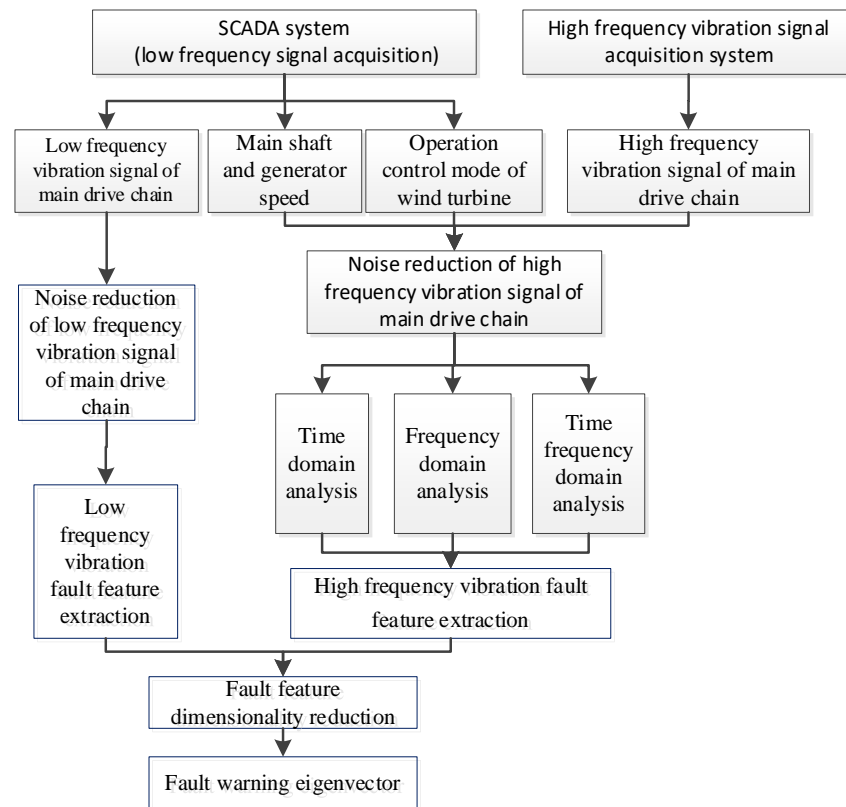 SCADA system
(low frequency signal acquisition)
High frequency vibration signal
acquisition system
Low frequency
vibration signal of
main drive chain
Main shaft
and generator
speed
Operation
control mode of
wind turbine
High frequency
vibration signal of main
drive chain
Noise reduction of high
frequency vibration signal of
main drive chain
Noise reduction
of low frequency
vibration signal
of main drive
chain
Time
domain
analysis
Frequency
domain
analysis
Time
frequency
domain
analysis
Low
frequency
vibration
fault feature
extraction
High frequency vibration fault
feature extraction
Fault feature
dimensionality reduction
Fault warning eigenvector